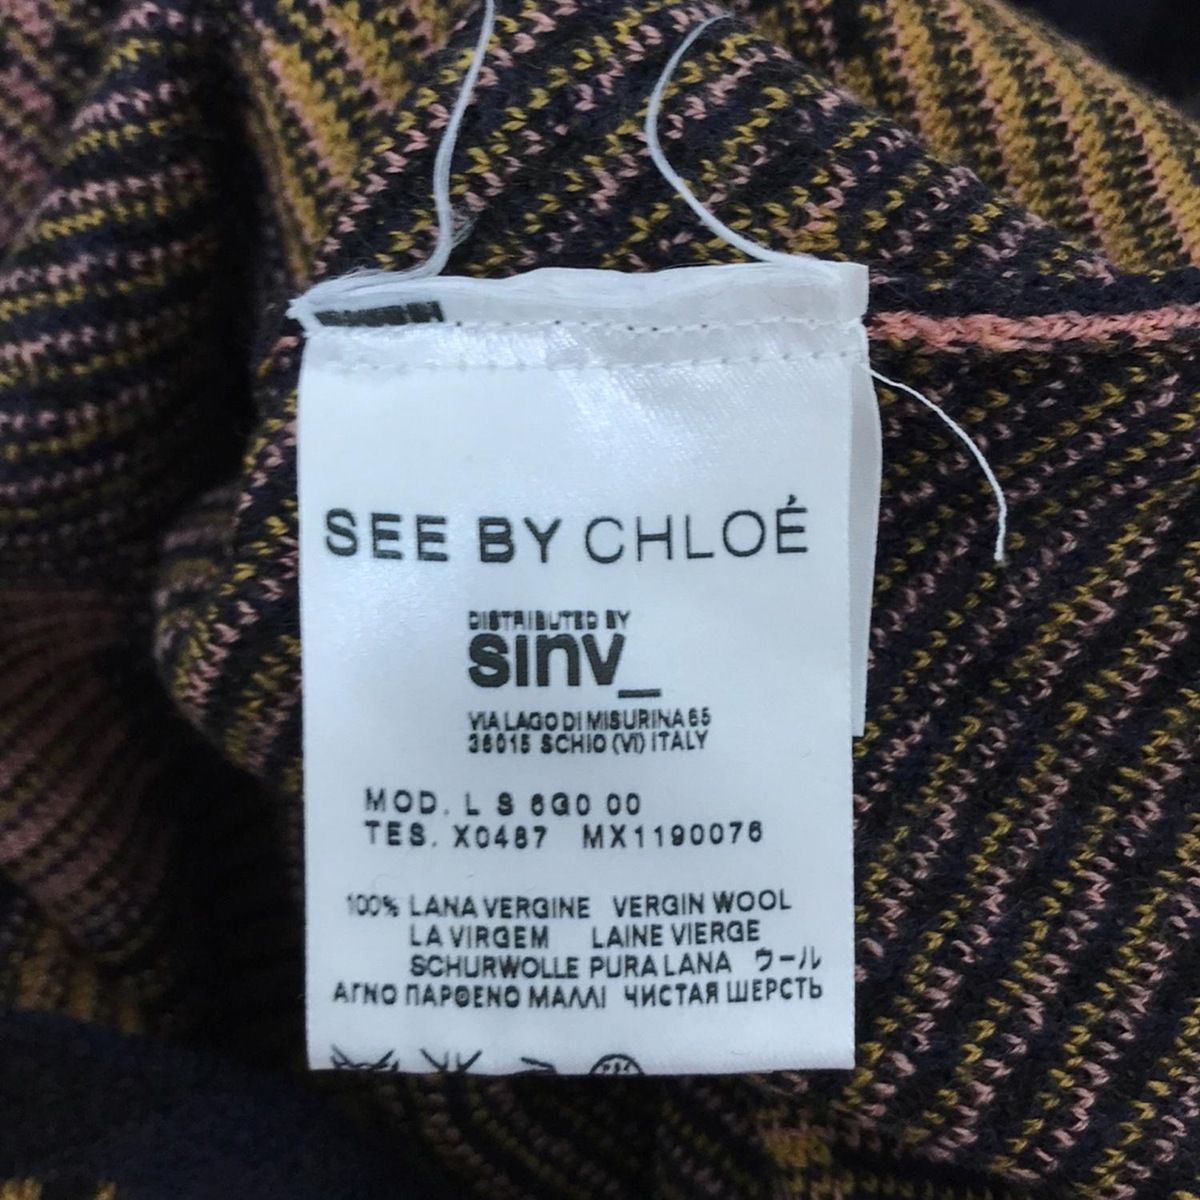 SEE BY CHLOÉ
DISTRIBUTED BY
sinv_
VIA LAGO DI MISURINA 65
36015 SCHIO (VI) ITALY
MOD. L S 6G0 00
TES. X0487 MX1190076
100% LANA VERGINE VERGIN WOOL
LA VIRGEM LAINE VIERGE
SCHURWOLLE PURA LANA ウール
ΑΓΝΟ ΠΑΡΘΕΝΟ ΜΑΛΛΙ ЧИСТАЯ ШЕРСТЬ